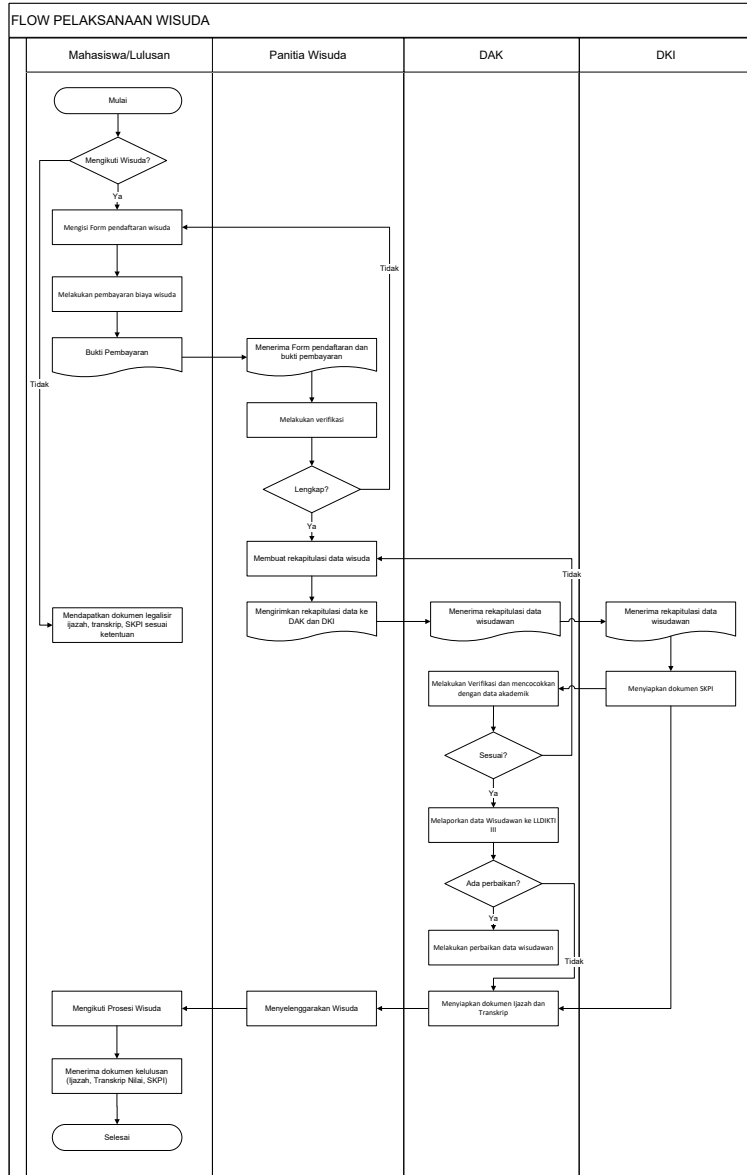 FLOW PELAKSANAAN WISUDA
Mahasiswa/Lulusan
Panitia Wisuda
DAK
DKI
Mulai
Mengikuti Wisuda?
Ya
Mengisi Form pendaftaran wisuda
Tidak
Melakukan pembayaran biaya wisuda
Bukti Pembayaran
Menerima Form pendaftaran dan
bukti pembayaran
Tidak
Melakukan verifikasi
Lengkap?
Ya
Membuat rekapitulasi data wisuda
Tidak
Mendapatkan dokumen legalisir
ijazah, transkrip, SKPI sesuai
ketentuan
Mengirimkan rekapitulasi data ke
DAK dan DKI
Menerima rekapitulasi data
wisudawan
Menerima rekapitulasi data
wisudawan
Melakukan Verifikasi dan mencocokkan
dengan data akademik
Menyiapkan dokumen SKPI
Sesuai?
Ya
Melaporkan data Wisudawan ke LLDIKTI
III
Ada perbaikan?
Ya
Melakukan perbaikan data wisudawan
Tidak
Mengikuti Prosesi Wisuda
Menyelenggarakan Wisuda
Menyiapkan dokumen Ijazah dan
Transkrip
Menerima dokumen kelulusan
(Ijazah, Transkrip Nilai, SKPI)
Selesai